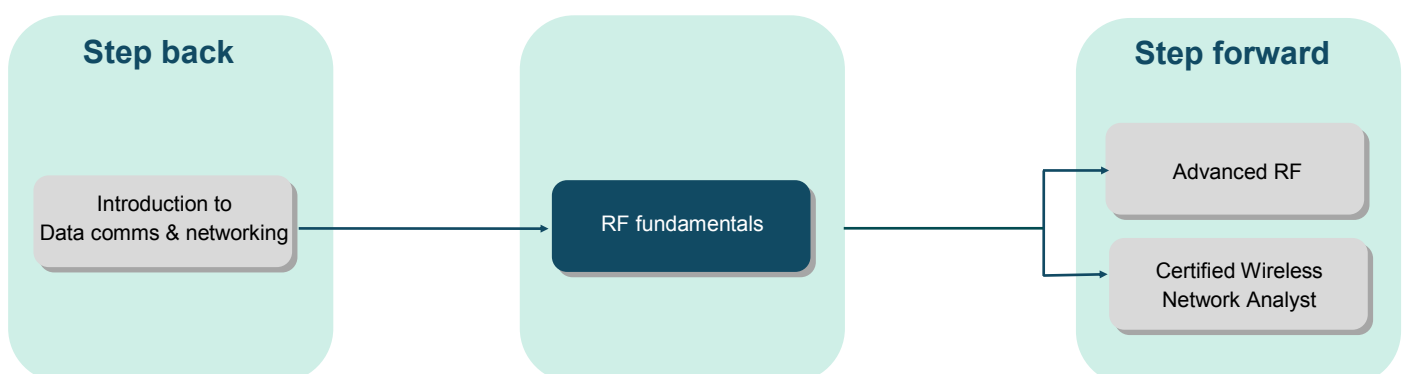 Step back
Introduction to
Data comms & networking
RF fundamentals
Step forward
Advanced RF
Certified Wireless
Network Analyst